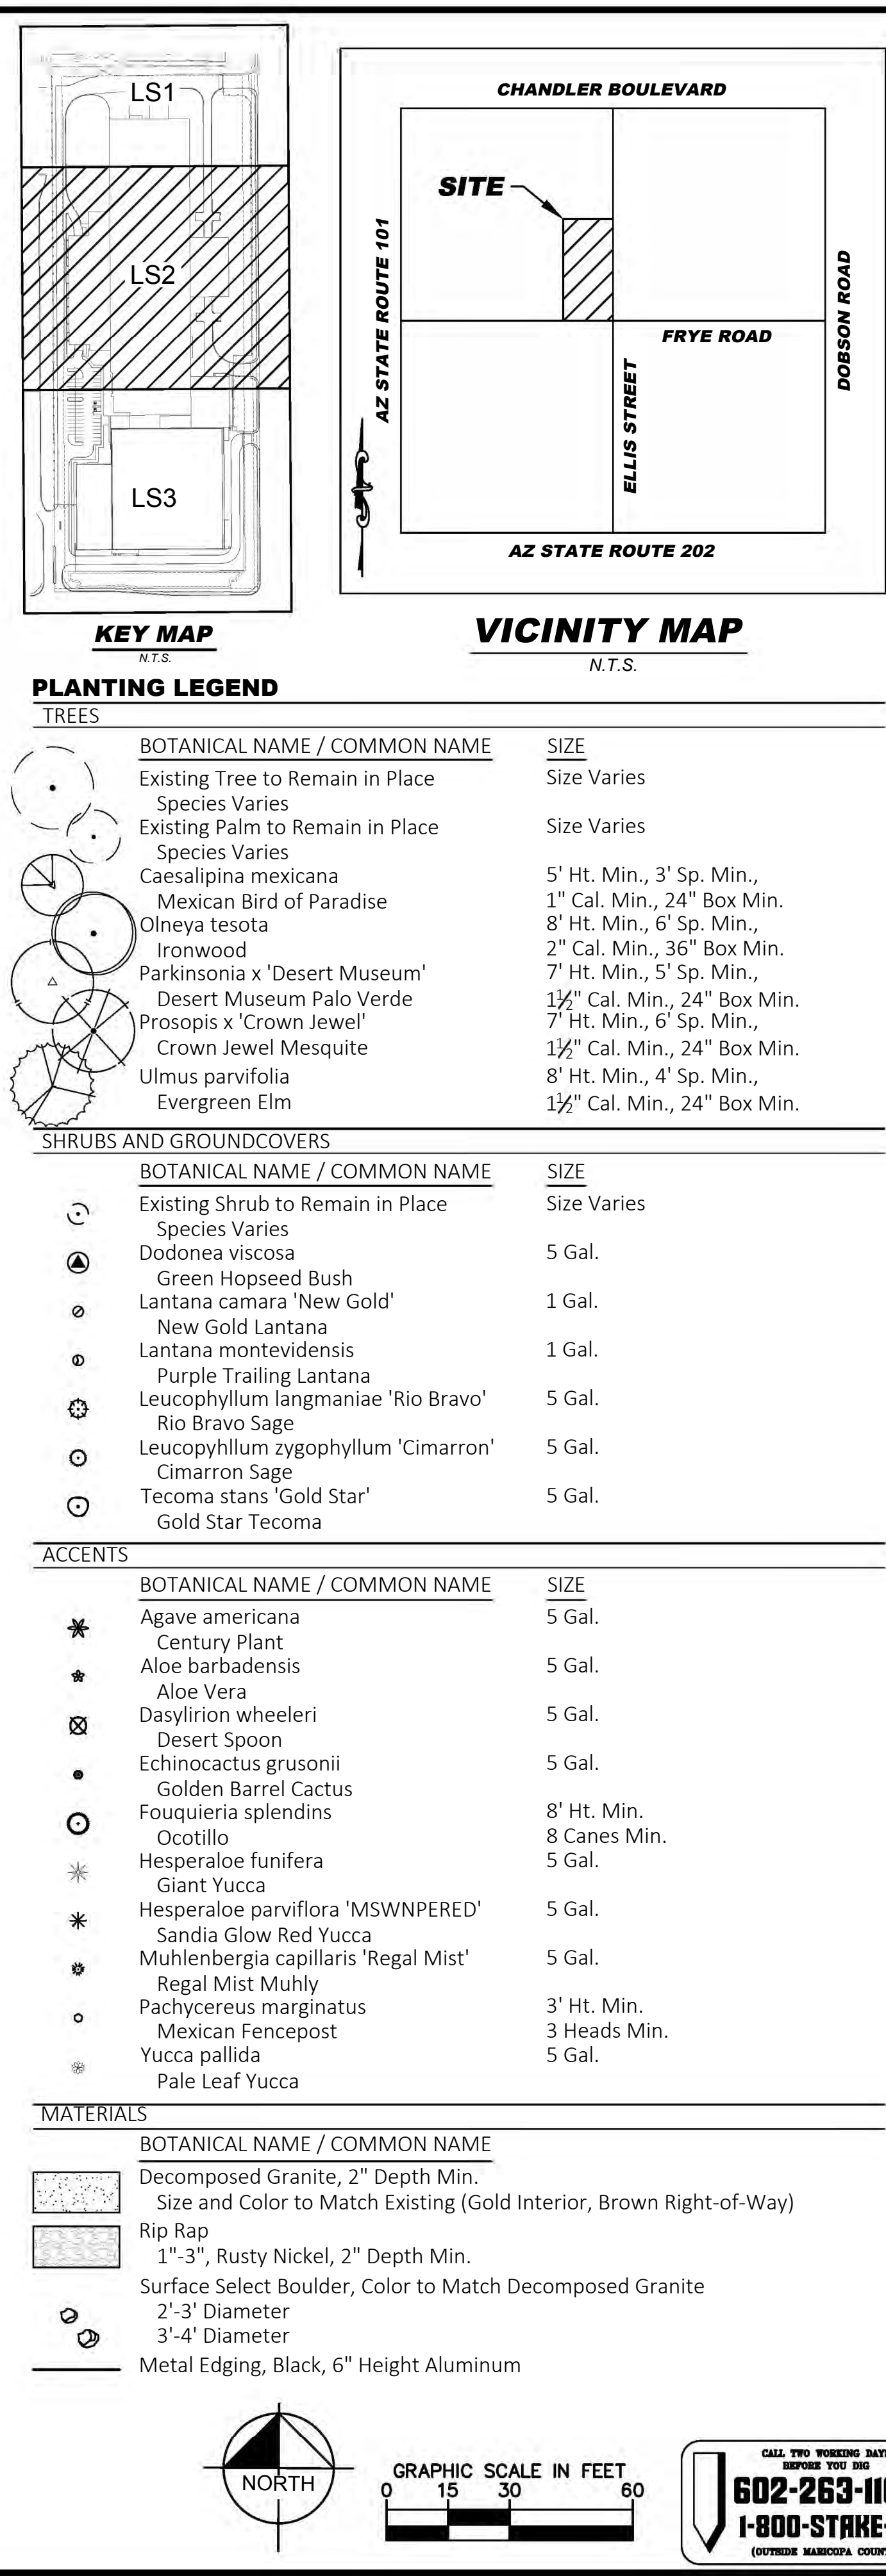 LS1
LS2
LS3
KEY MAP
N.T.S.
CHANDLER BOULEVARD
SITE
AZ STATE ROUTE 101
FRYE ROAD
ELLIS STREET
DOBSON ROAD
AZ STATE ROUTE 202
VICINITY MAP
N.T.S.
PLANTING LEGEND
TREES
BOTANICAL NAME / COMMON NAME SIZE
Existing Tree to Remain in Place Size Varies
Species Varies
Existing Palm to Remain in Place Size Varies
Species Varies
Caesalipina mexicana 5' Ht. Min., 3' Sp. Min.,
Mexican Bird of Paradise 1" Cal. Min., 24" Box Min.
Olneya tesota 8' Ht. Min., 6' Sp. Min.,
Ironwood 2" Cal. Min., 36" Box Min.
Parkinsonia x 'Desert Museum' 7' Ht. Min., 5' Sp. Min.,
Desert Museum Palo Verde 1½" Cal. Min., 24" Box Min.
Prosopis x 'Crown Jewel' 7' Ht. Min., 6' Sp. Min.,
Crown Jewel Mesquite 1½" Cal. Min., 24" Box Min.
Ulmus parvifolia 8' Ht. Min., 4' Sp. Min.,
Evergreen Elm 1½" Cal. Min., 24" Box Min.
SHRUBS AND GROUNDCOVERS
BOTANICAL NAME / COMMON NAME SIZE
Existing Shrub to Remain in Place Size Varies
Species Varies
Dodonea viscosa 5 Gal.
Green Hopseed Bush
Lantana camara 'New Gold' 1 Gal.
New Gold Lantana
Lantana montevidensis 1 Gal.
Purple Trailing Lantana
Leucophyllum langmaniae 'Rio Bravo' 5 Gal.
Rio Bravo Sage
Leucopyhllum zygophyllum 'Cimarron' 5 Gal.
Cimarron Sage
Tecoma stans 'Gold Star' 5 Gal.
Gold Star Tecoma
ACCENTS
BOTANICAL NAME / COMMON NAME SIZE
Agave americana 5 Gal.
Century Plant
Aloe barbadensis 5 Gal.
Aloe Vera
Dasylirion wheeleri 5 Gal.
Desert Spoon
Echinocactus grusonii 5 Gal.
Golden Barrel Cactus
Fouquieria splendins 8' Ht. Min.
Ocotillo 8 Canes Min.
Hesperaloe funifera 5 Gal.
Giant Yucca
Hesperaloe parviflora 'MSWNPERED' 5 Gal.
Sandia Glow Red Yucca
Muhlenbergia capillaris 'Regal Mist' 5 Gal.
Regal Mist Muhly
Pachycereus marginatus 3' Ht. Min.
Mexican Fencepost 3 Heads Min.
Yucca pallida 5 Gal.
Pale Leaf Yucca
MATERIALS
BOTANICAL NAME / COMMON NAME
Decomposed Granite, 2" Depth Min.
Size and Color to Match Existing (Gold Interior, Brown Right-of-Way)
Rip Rap
1"-3", Rusty Nickel, 2" Depth Min.
Surface Select Boulder, Color to Match Decomposed Granite
2'-3' Diameter
3'-4' Diameter
Metal Edging, Black, 6" Height Aluminum
NORTH
GRAPHIC SCALE IN FEET
0 15 30 60
CALL TWO WORKING DAY
BEFORE YOU DIG
602-263-11
1-800-STAKE-
(OUTSIDE MARICOPA COUN